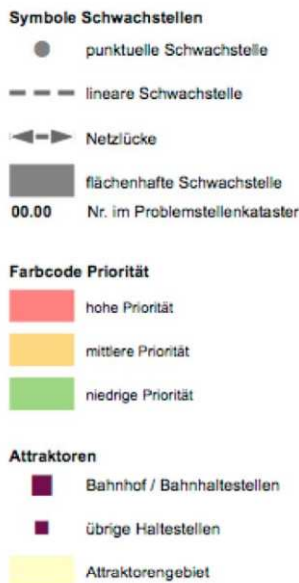 Symbole Schwachstellen
punktuelle Schwachstelle
lineare Schwachstelle
Netzlücke
flächenhafte Schwachstelle
00.00 Nr. im Problemstellenkataster
Farbcode Priorität
hohe Priorität
mittlere Priorität
niedrige Priorität
Attraktoren
Bahnhof / Bahnhaltestellen
übrige Haltestellen
Attraktorengebiet